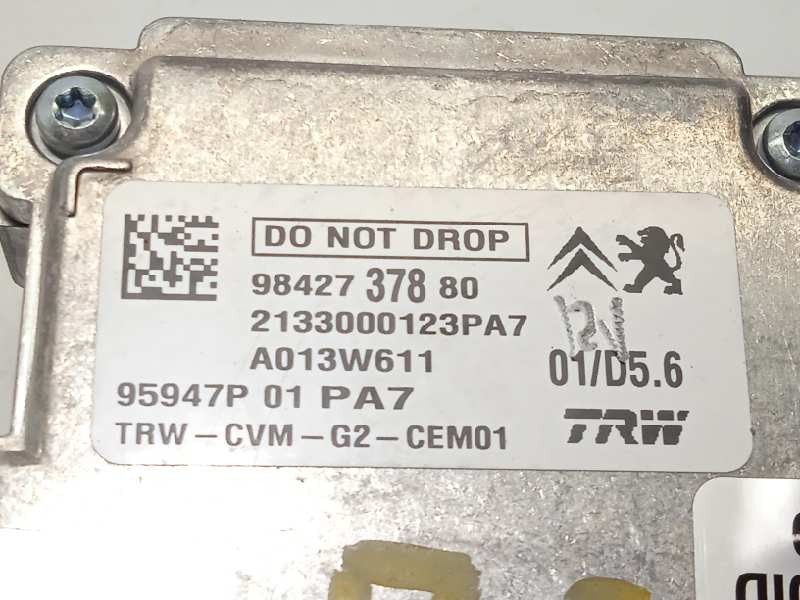 DO NOT DROP
98427 378 80
2133000123PA7
A013W611
01/D5.6
95947P 01 PA7
TRW
TRW-CVM-G2-CEM01